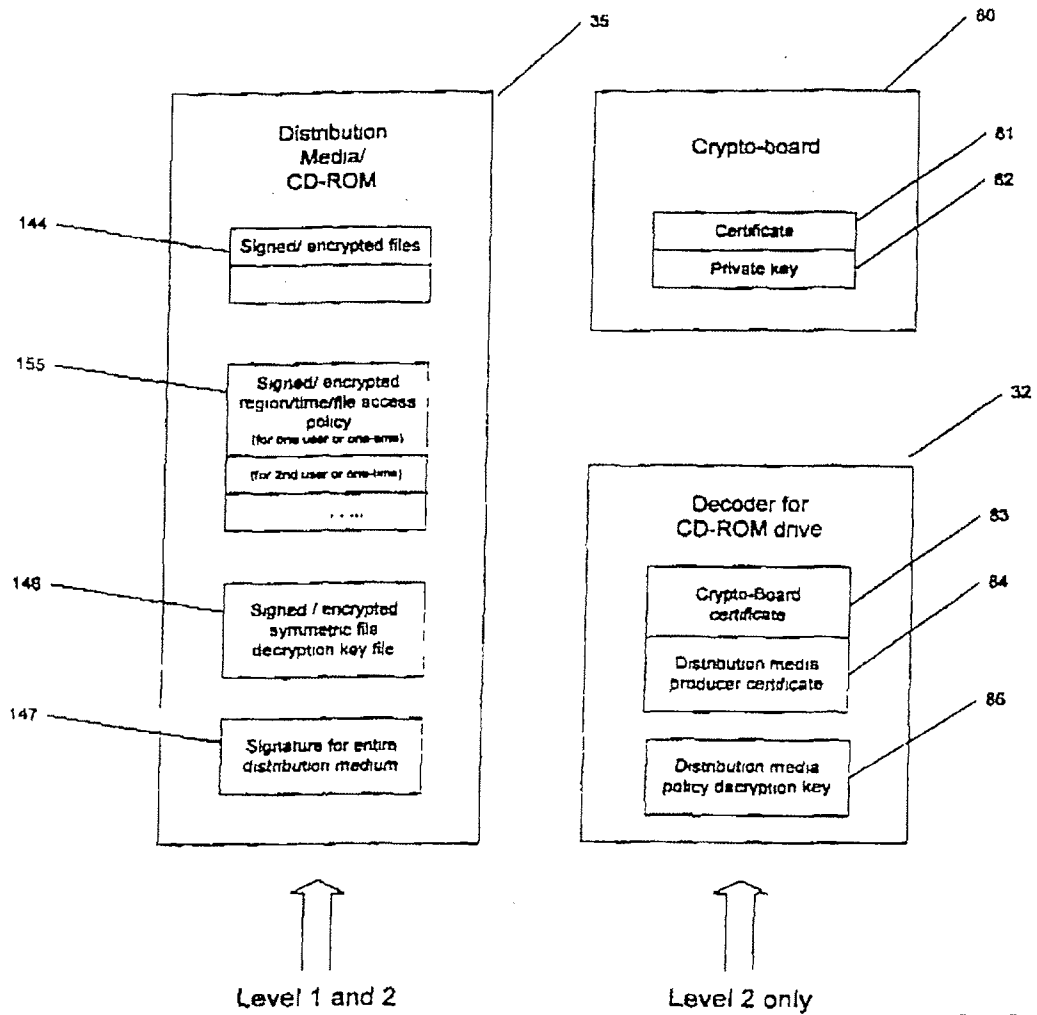 35
80
Distribution
Media/
CD-ROM
Crypto-board
81
82
144
Signed/ encrypted files
Certificate
Private key
155
Signed/ encrypted
region/time/file access
policy
(for one user or one-time)
(for 2nd user or one-time)
.....
32
Decoder for
CD-ROM drive
83
84
148
Signed / encrypted
symmetric file
decryption key file
Crypto-Board
certificate
Distribution media
producer certificate
86
147
Signature for entire
distribution medium
Distribution media
policy decryption key
Level 1 and 2
Level 2 only